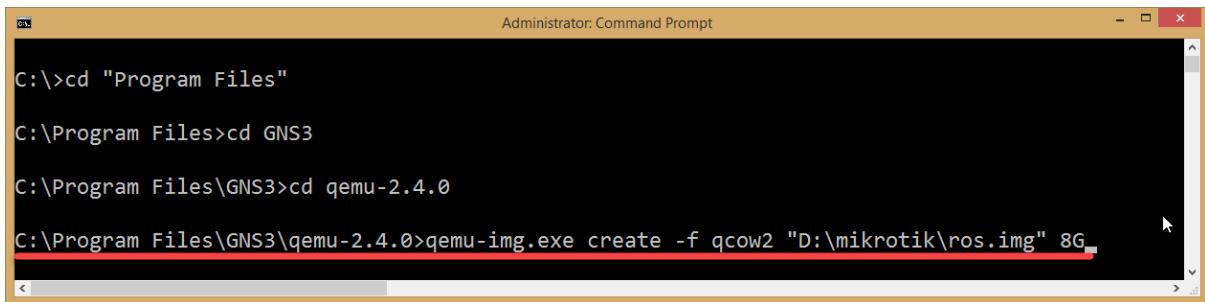 Administrator: Command Prompt
C:\>cd "Program Files"
C:\Program Files>cd GNS3
C:\Program Files\GNS3>cd qemu-2.4.0
C:\Program Files\GNS3\qemu-2.4.0>qemu-img.exe create -f qcow2 "D:\mikrotik\ros.img" 8G